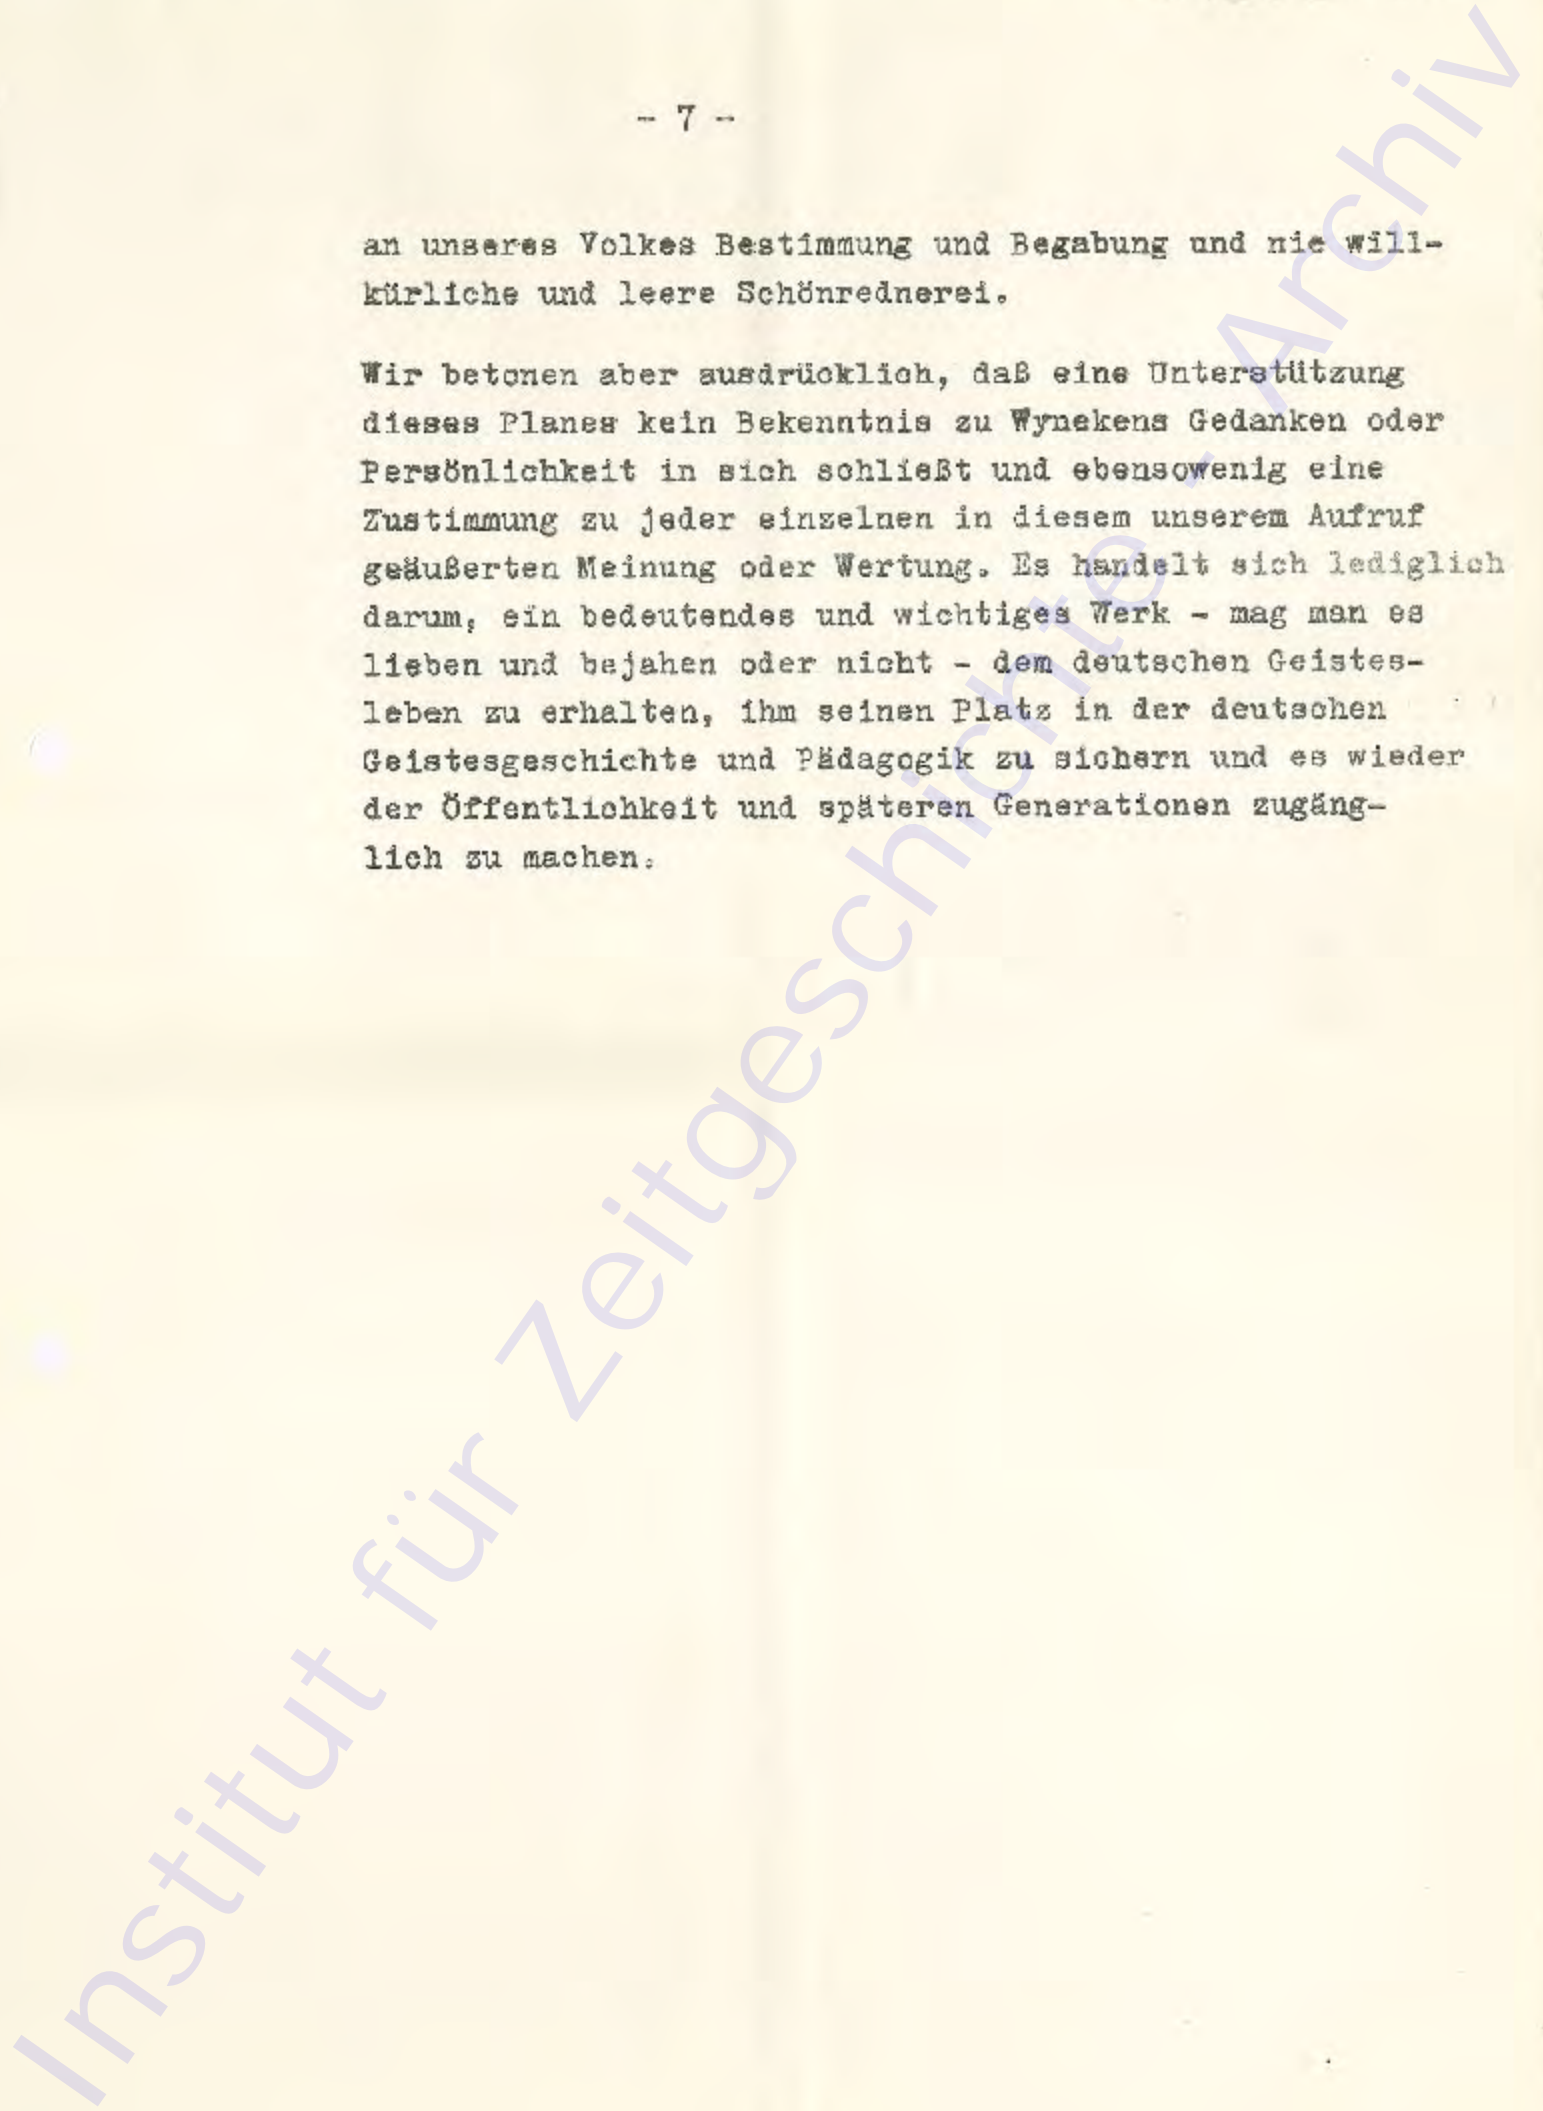 - 7 -
an unseres Volkes Bestimmung und Begabung und nie will-
kürliche und leere Schönrednerei.
Wir betonen aber ausdrücklich, daß eine Unterstützung
dieses Planes kein Bekenntnis zu Wynekens Gedanken oder
Persönlichkeit in sich schließt und ebensowenig eine
Zustimmung zu jeder einzelnen in diesem unserem Aufruf
geäußerten Meinung oder Wertung. Es handelt sich lediglich
darum, ein bedeutendes und wichtiges Werk - mag man es
lieben und bejahen oder nicht - dem deutschen Geistes-
leben zu erhalten, ihm seinen Platz in der deutschen
Geistesgeschichte und Pädagogik zu sichern und es wieder
der Öffentlichkeit und späteren Generationen zugäng-
lich zu machen.
Institut für Zeitgeschichte - Archiv